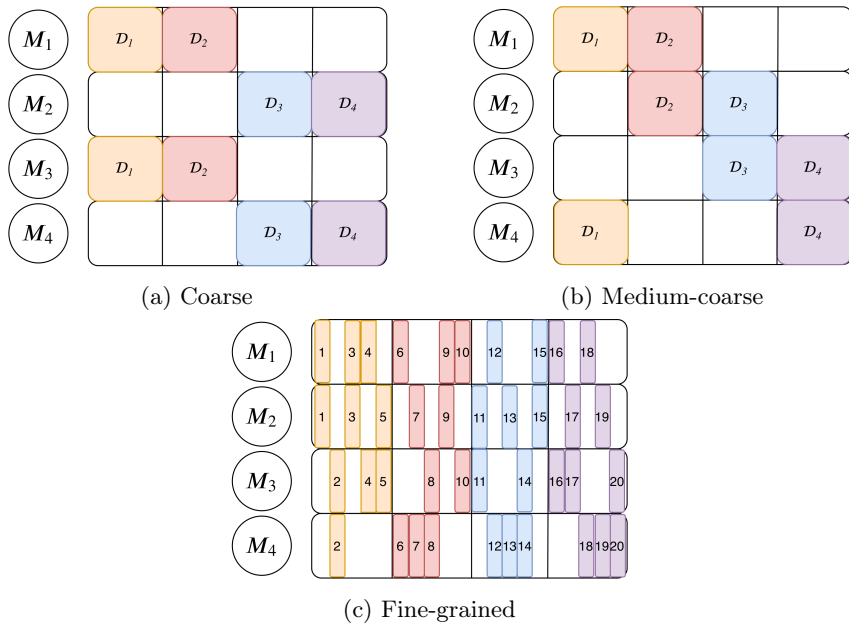 M1 D1 D2
M2 D3 D4
M3 D1 D2
M4 D3 D4
(a) Coarse
M1 D1 D2
M2 D2 D3
M3 D3 D4
M4 D1 D4
(b) Medium-coarse
M1 1 3 4 6 9 10 12 15 16 18
M2 1 3 5 7 9 11 13 15 17 19
M3 2 4 5 8 10 11 14 16 17 20
M4 2 6 7 8 12 13 14 18 19 20
(c) Fine-grained